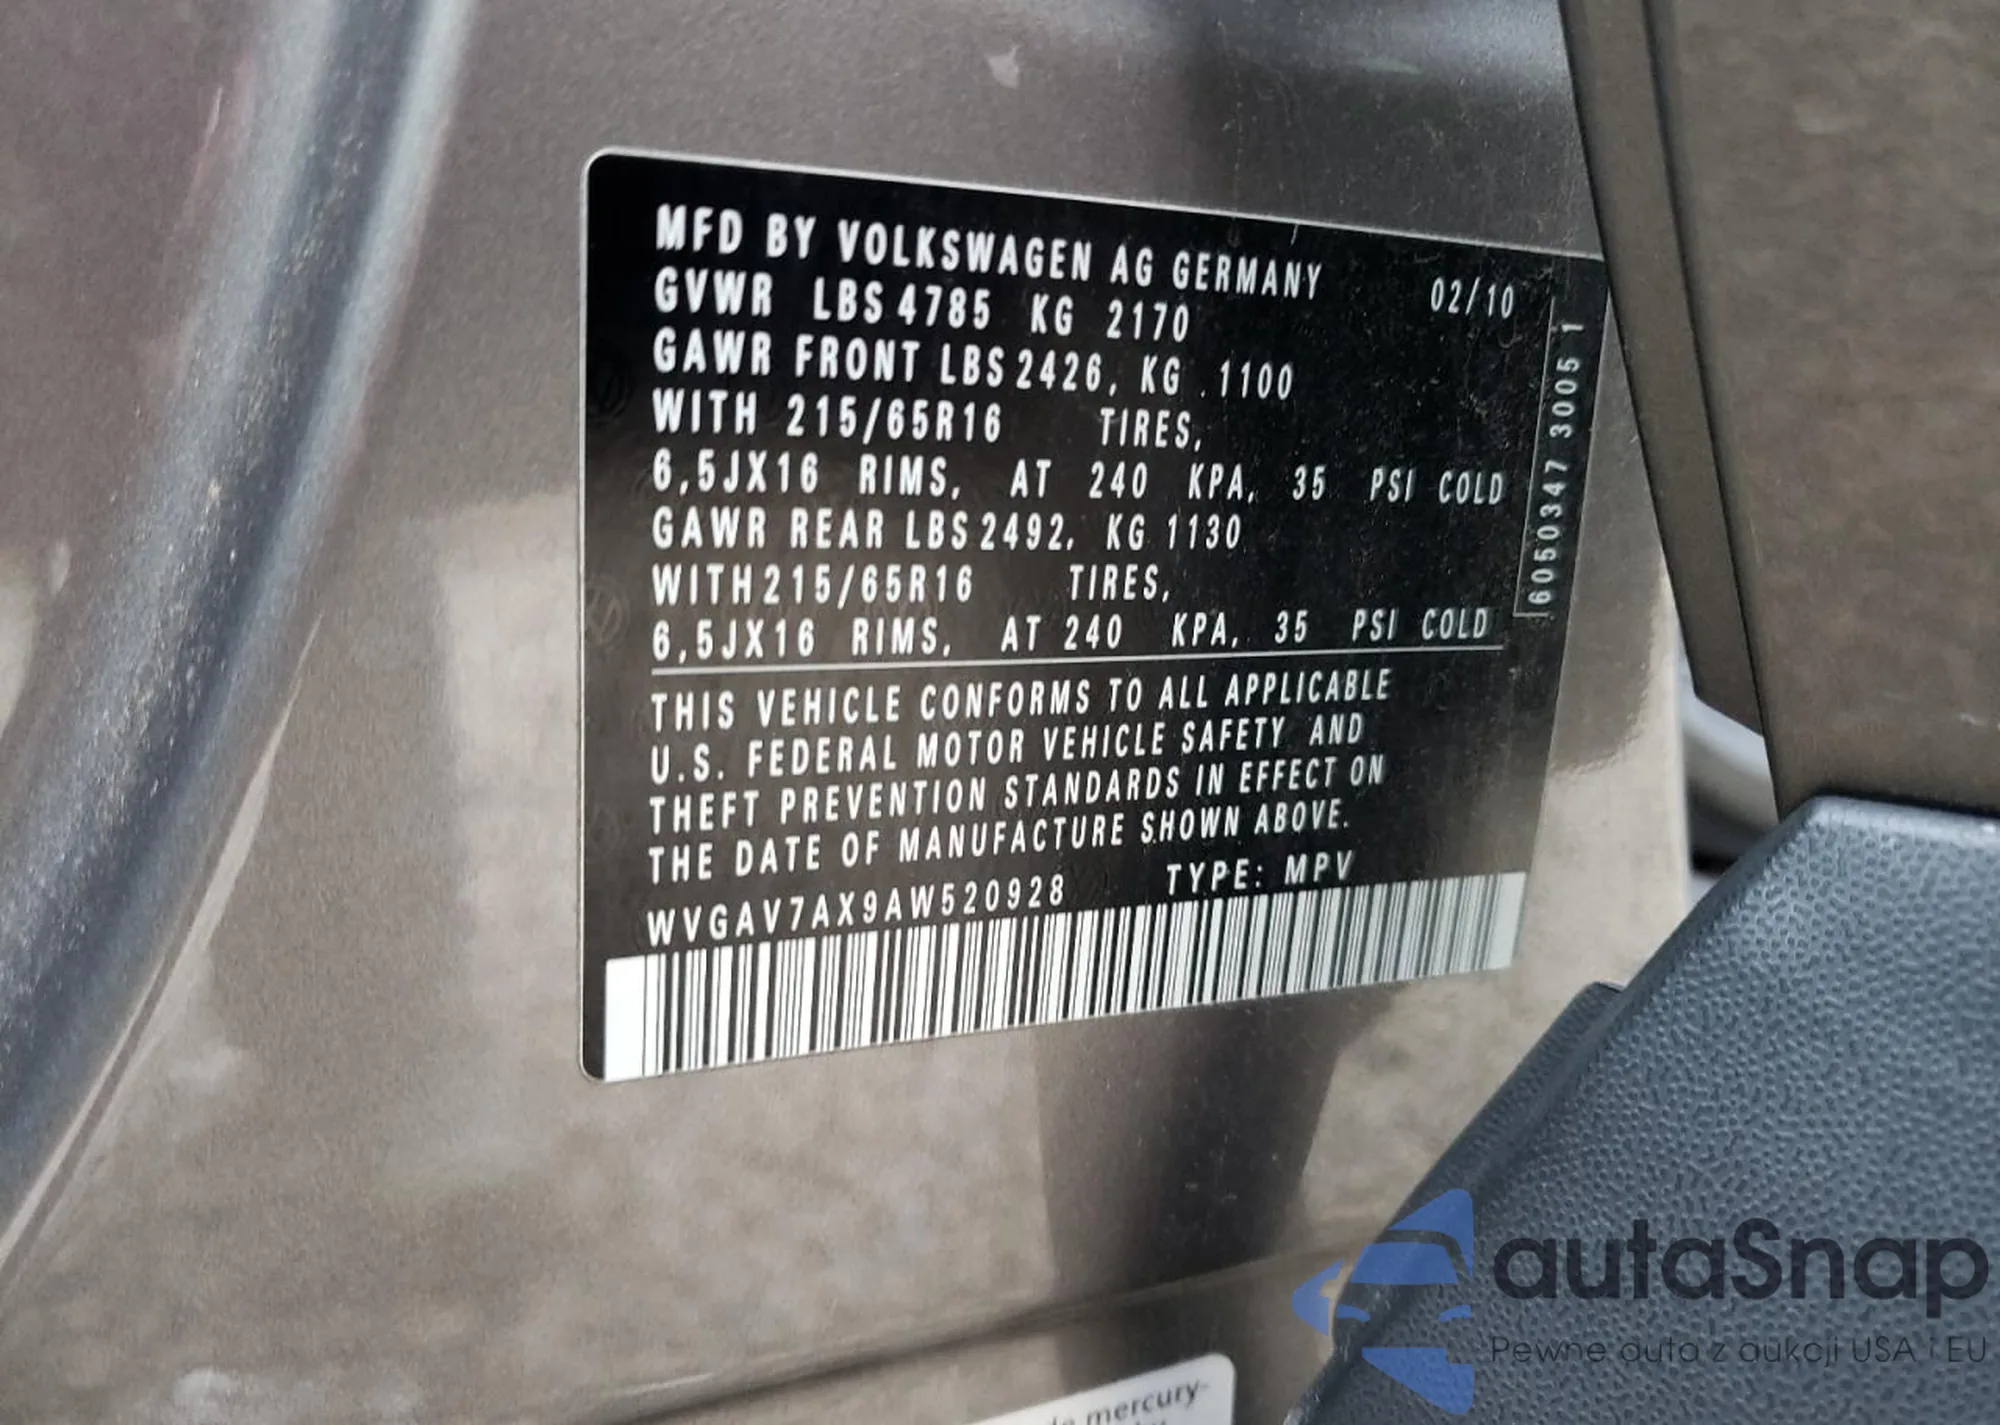 MFD BY VOLKSWAGEN AG GERMANY 02/10
GVWR LBS 4785 KG 2170
GAWR FRONT LBS 2426, KG .1100
WITH 215/65R16 TIRES,
6,5JX16 RIMS, AT 240 KPA, 35 PSI COLD
GAWR REAR LBS 2492, KG 1130
WITH 215/65R16 TIRES,
6,5JX16 RIMS, AT 240 KPA, 35 PSI COLD
6050347 3005 1
THIS VEHICLE CONFORMS TO ALL APPLICABLE
U.S. FEDERAL MOTOR VEHICLE SAFETY AND
THEFT PREVENTION STANDARDS IN EFFECT ON
THE DATE OF MANUFACTURE SHOWN ABOVE.
WVGAV7AX9AW520928 TYPE: MPV
autaSnap
Pewne auta z aukcji USA i EU
mercury-